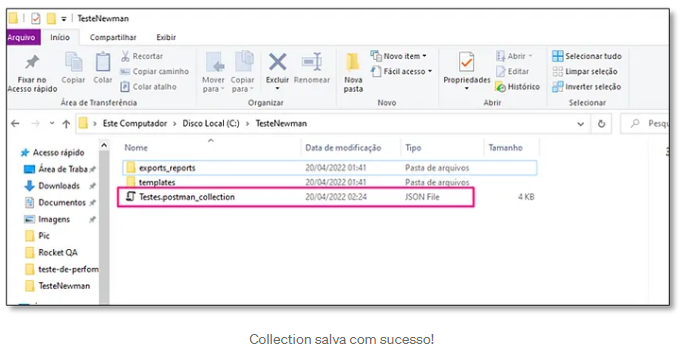 TesteNewman
Arquivo Início Compartilhar Exibir
Fixar no Acesso rápido
Copiar
Colar
Recortar
Copiar caminho
Colar atalho
Área de Transferência
Mover para
Copiar para
Excluir
Renomear
Organizar
Nova pasta
Novo item
Fácil acesso
Novo
Propriedades
Abrir
Editar
Histórico
Abrir
Selecionar tudo
Limpar seleção
Inverter seleção
Selecionar
Este Computador > Disco Local (C:) > TesteNewman
Pesqu
Acesso rápido
Área de Traba
Downloads
Documentos
Imagens
Pic
Rocket QA
teste-de-perfom
TesteNewman
Nome Data de modificação Tipo Tamanho
exports_reports 20/04/2022 01:41 Pasta de arquivos
templates 20/04/2022 01:41 Pasta de arquivos
Testes.postman_collection 20/04/2022 02:24 JSON File 4 KB
Collection salva com sucesso!